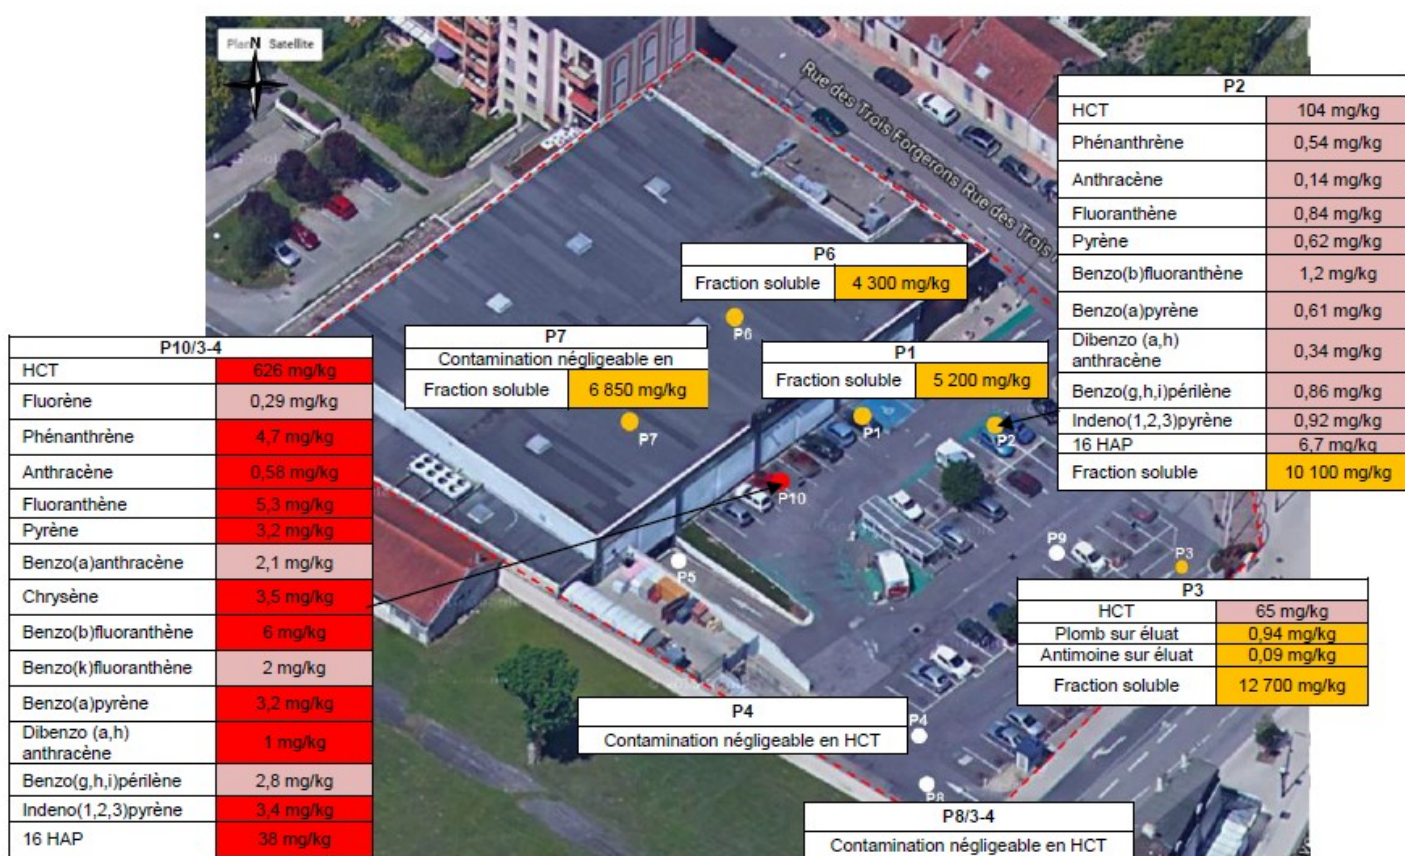 Plan
N
Satellite
Rue des Trois Forgerons
Rue des Trois
P2
HCT 104 mg/kg
Phénanthrène 0,54 mg/kg
Anthracène 0,14 mg/kg
Fluoranthène 0,84 mg/kg
Pyrène 0,62 mg/kg
Benzo(b)fluoranthène 1,2 mg/kg
Benzo(a)pyrène 0,61 mg/kg
Dibenzo (a,h)
anthracène 0,34 mg/kg
Benzo(g,h,i)périlène 0,86 mg/kg
Indeno(1,2,3)pyrène 0,92 mg/kg
16 HAP 6,7 mg/kg
Fraction soluble 10 100 mg/kg
P6
Fraction soluble 4 300 mg/kg
P6
P7
Contamination négligeable en
Fraction soluble 6 850 mg/kg
P7
P1
Fraction soluble 5 200 mg/kg
P1
P2
P10/3-4
HCT 626 mg/kg
Fluorène 0,29 mg/kg
Phénanthrène 4,7 mg/kg
Anthracène 0,58 mg/kg
Fluoranthène 5,3 mg/kg
Pyrène 3,2 mg/kg
Benzo(a)anthracène 2,1 mg/kg
Chrysène 3,5 mg/kg
Benzo(b)fluoranthène 6 mg/kg
Benzo(k)fluoranthène 2 mg/kg
Benzo(a)pyrène 3,2 mg/kg
Dibenzo (a,h)
anthracène 1 mg/kg
Benzo(g,h,i)périlène 2,8 mg/kg
Indeno(1,2,3)pyrène 3,4 mg/kg
16 HAP 38 mg/kg
P10
P5
P9
P3
P3
HCT 65 mg/kg
Plomb sur éluat 0,94 mg/kg
Antimoine sur éluat 0,09 mg/kg
Fraction soluble 12 700 mg/kg
P4
Contamination négligeable en HCT
P4
P8
P8/3-4
Contamination négligeable en HCT